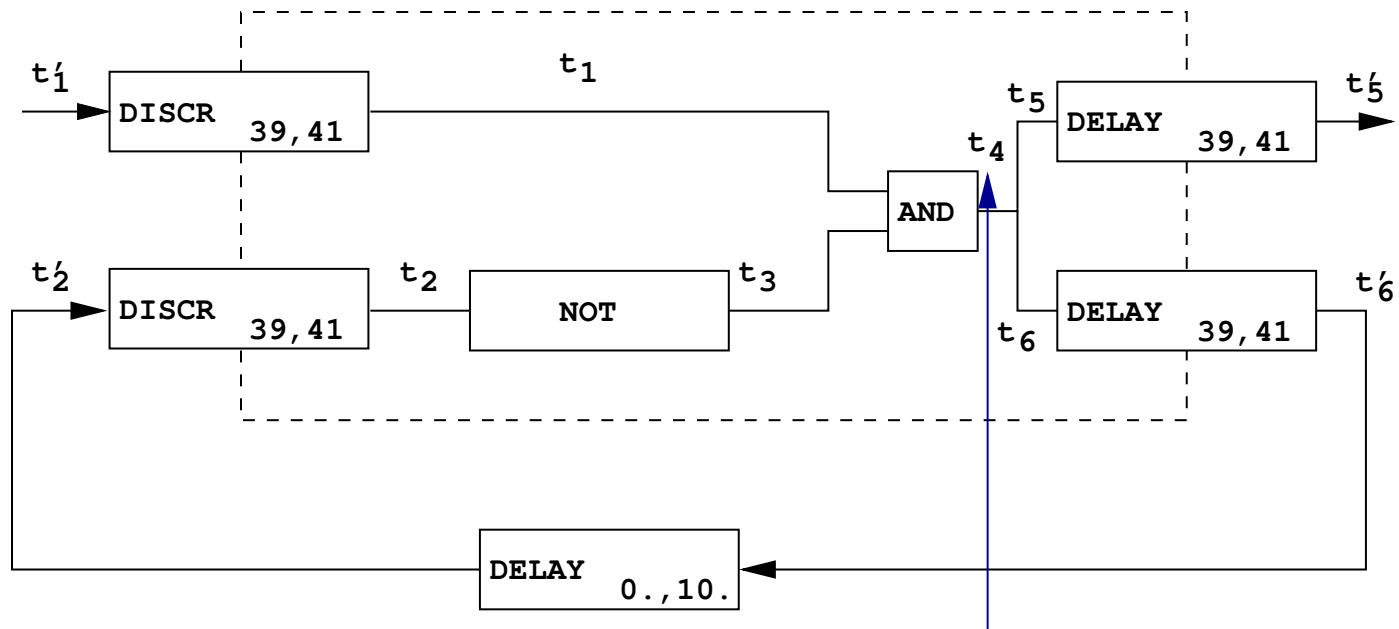 t′1
DISCR
39,41
t1
t4
AND
t5
DELAY
39,41
t′5
t′2
DISCR
39,41
t2
NOT
t3
t6
DELAY
39,41
t′6
DELAY
0.,10.